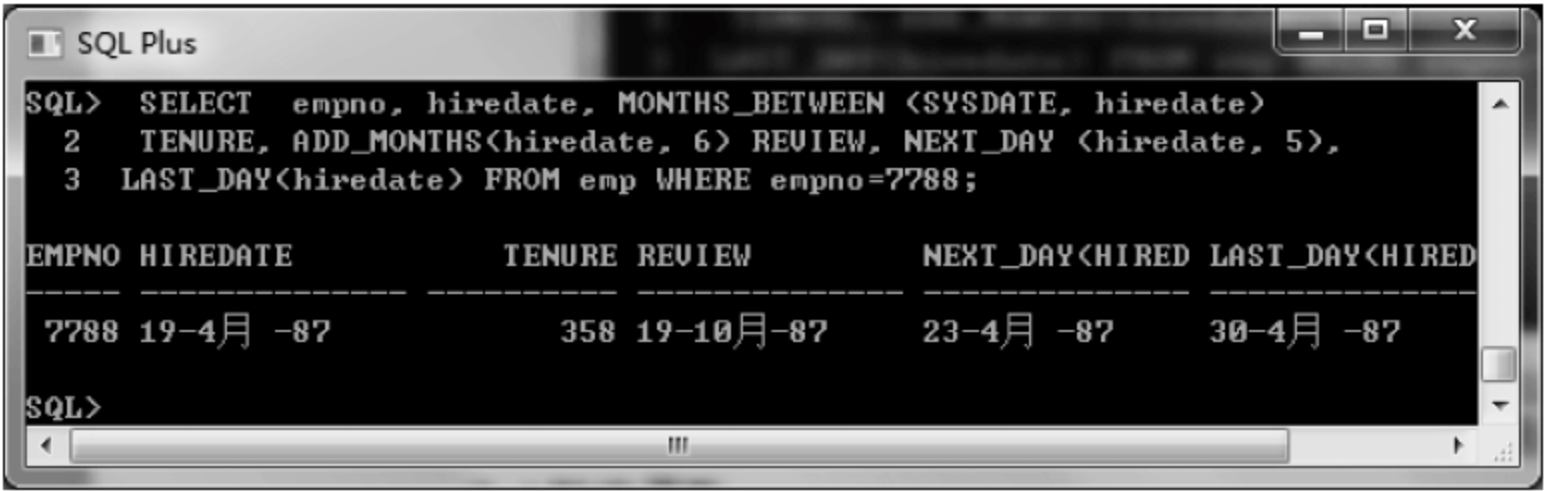 SQL Plus
SQL> SELECT empno, hiredate, MONTHS_BETWEEN (SYSDATE, hiredate)
2 TENURE, ADD_MONTHS(hiredate, 6) REVIEW, NEXT_DAY (hiredate, 5),
3 LAST_DAY(hiredate) FROM emp WHERE empno=7788;
EMPNO HIREDATE TENURE REVIEW NEXT_DAY(HIRED LAST_DAY(HIRED
----- -------------- ---------- -------------- -------------- --------------
7788 19-4月 -87 358 19-10月-87 23-4月 -87 30-4月 -87
SQL>